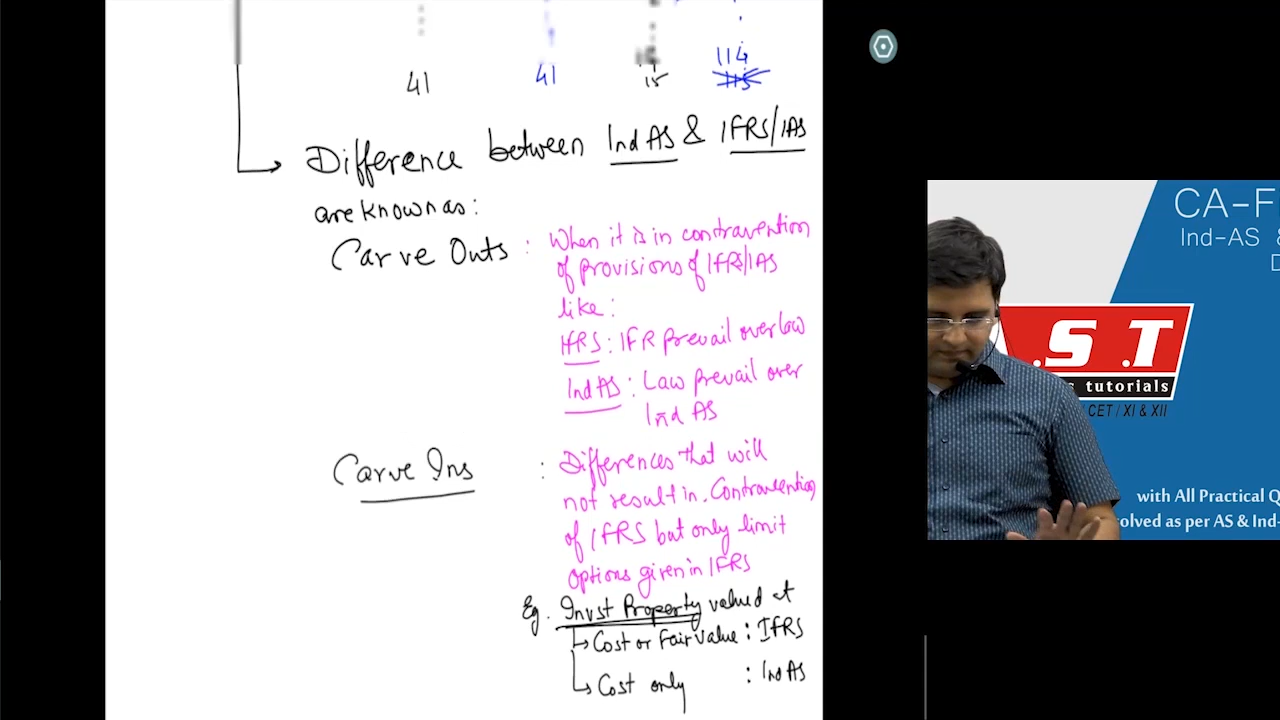 114
41 41 15 115
Difference between Ind AS & IFRS/IAS
are known as:
Carve Outs : When it is in contravention
of provisions of IFRS/IAS
like:
IFRS : IFR prevail over law
Ind AS : Law prevail over
Ind AS
Carve Ins : Differences that will
not result in. Contravention
of IFRS but only limit
options given in IFRS
Eg. Invst Property valued at
Cost or Fair value : IFRS
Cost only : Ind AS
CA-F
Ind-AS &
D
.S.T
s tutorials
/CET / XI & XII
with All Practical Q
olved as per AS & Ind-